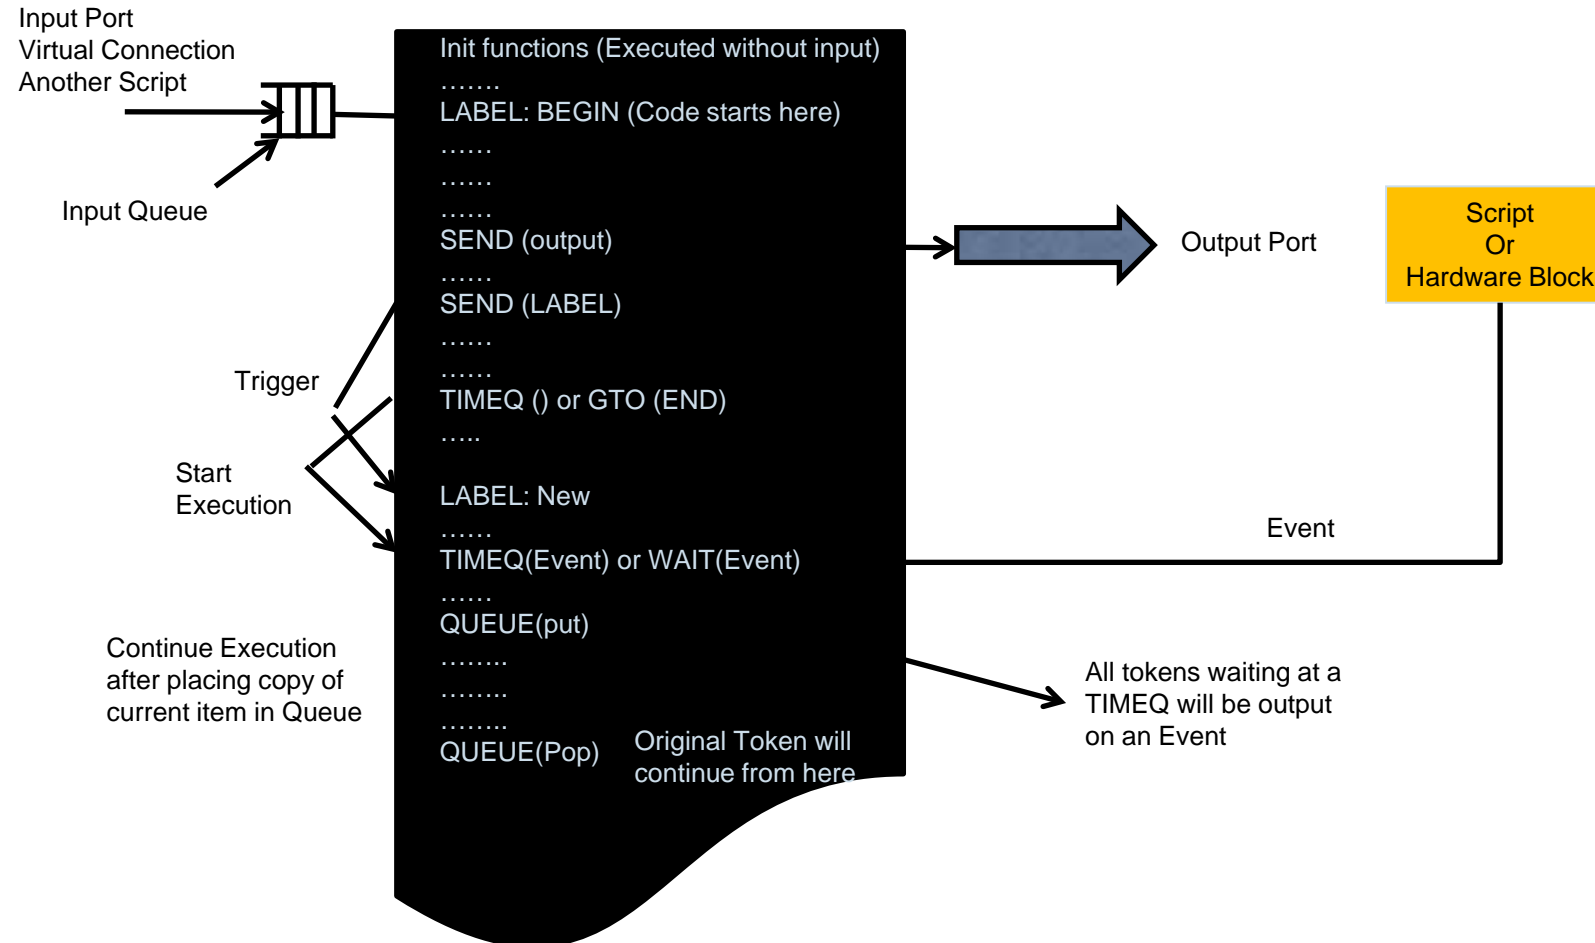 Input Port
Virtual Connection
Another Script
Input Queue
Init functions (Executed without input)
…….
LABEL: BEGIN (Code starts here)
……
……
……
SEND (output)
……
SEND (LABEL)
……
……
TIMEQ () or GTO (END)
…..
LABEL: New
……
TIMEQ(Event) or WAIT(Event)
……
QUEUE(put)
……..
……..
……..
QUEUE(Pop)
Original Token will
continue from here
Trigger
Start
Execution
Continue Execution
after placing copy of
current item in Queue
Output Port
Script
Or
Hardware Block
Event
All tokens waiting at a
TIMEQ will be output
on an Event